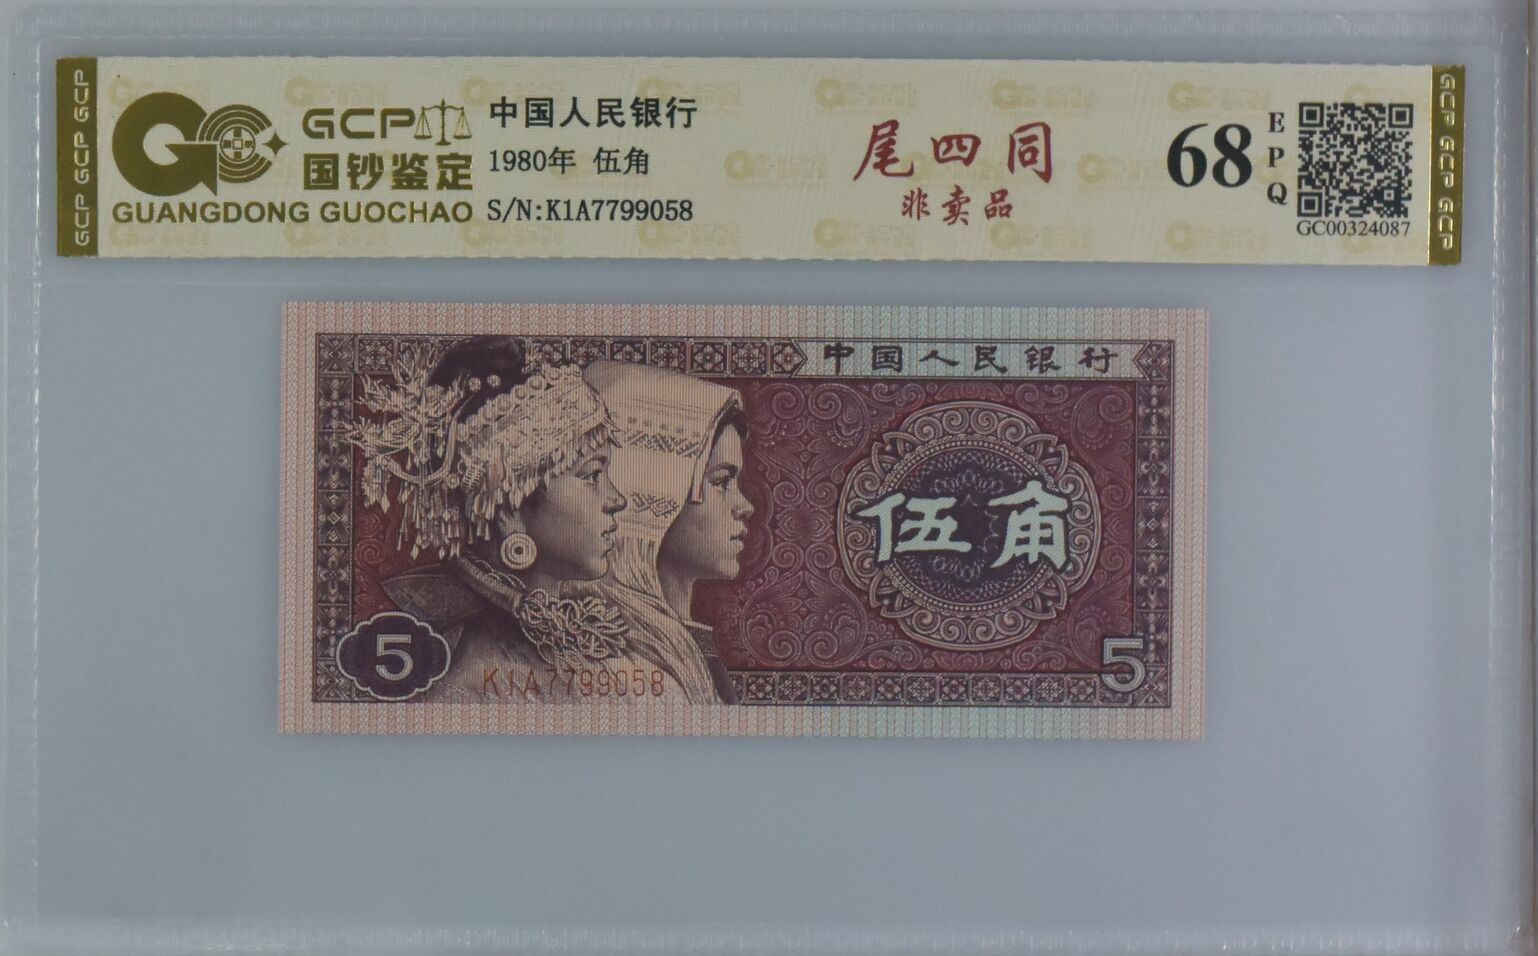 GCP GCP GCP
GCP
国钞鉴定
GUANGDONG GUOCHAO
中国人民银行
1980年 伍角
S/N:K1A7799058
尾四同
非卖品
68
EPQ
GC00324087
GCP GCP GCP
中国人民银行
伍角
5
K1A7799058
5